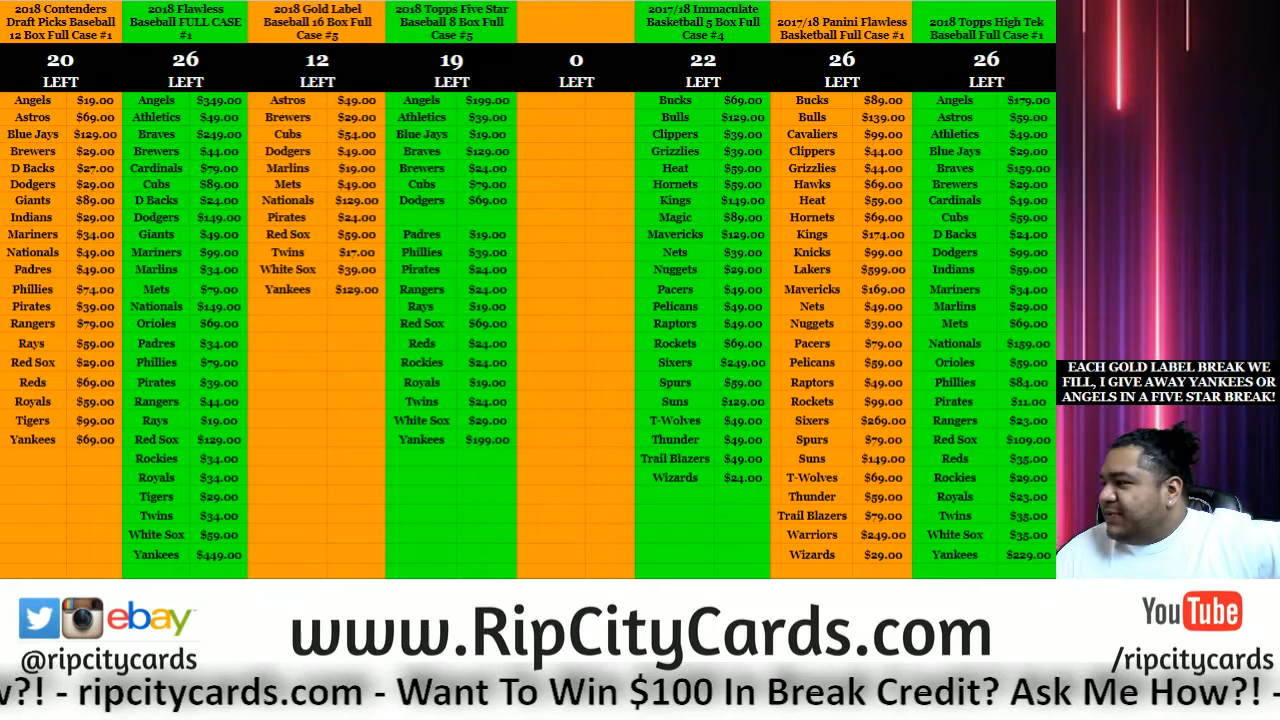 2018 Contenders
Draft Picks Baseball
12 Box Full Case #1
20
LEFT
Angels $19.00
Astros $69.00
Blue Jays $129.00
Brewers $29.00
D Backs $27.00
Dodgers $29.00
Giants $89.00
Indians $29.00
Mariners $34.00
Nationals $49.00
Padres $49.00
Phillies $74.00
Pirates $39.00
Rangers $79.00
Rays $59.00
Red Sox $29.00
Reds $69.00
Royals $59.00
Tigers $99.00
Yankees $69.00
2018 Flawless
Baseball FULL CASE
#1
26
LEFT
Angels $349.00
Athletics $49.00
Braves $249.00
Brewers $44.00
Cardinals $79.00
Cubs $89.00
D Backs $24.00
Dodgers $149.00
Giants $49.00
Mariners $99.00
Marlins $34.00
Mets $79.00
Nationals $149.00
Orioles $69.00
Padres $34.00
Phillies $79.00
Pirates $39.00
Rangers $44.00
Rays $19.00
Red Sox $129.00
Rockies $34.00
Royals $34.00
Tigers $29.00
Twins $34.00
White Sox $59.00
Yankees $449.00
2018 Gold Label
Baseball 16 Box Full
Case #5
12
LEFT
Astros $49.00
Brewers $29.00
Cubs $54.00
Dodgers $49.00
Marlins $19.00
Mets $49.00
Nationals $129.00
Pirates $24.00
Red Sox $59.00
Twins $17.00
White Sox $39.00
Yankees $129.00
2018 Topps Five Star
Baseball 8 Box Full
Case #5
19
LEFT
Angels $199.00
Athletics $39.00
Blue Jays $19.00
Braves $129.00
Brewers $24.00
Cubs $79.00
Dodgers $69.00
Padres $19.00
Phillies $39.00
Pirates $24.00
Rangers $24.00
Rays $19.00
Red Sox $69.00
Reds $24.00
Rockies $24.00
Royals $19.00
Twins $24.00
White Sox $29.00
Yankees $199.00
0
LEFT
2017/18 Immaculate
Basketball 5 Box Full
Case #4
22
LEFT
Bucks $69.00
Bulls $129.00
Clippers $39.00
Grizzlies $39.00
Heat $59.00
Hornets $59.00
Kings $149.00
Magic $89.00
Mavericks $129.00
Nets $39.00
Nuggets $29.00
Pacers $49.00
Pelicans $49.00
Raptors $49.00
Rockets $69.00
Sixers $249.00
Spurs $59.00
Suns $129.00
T-Wolves $49.00
Thunder $49.00
Trail Blazers $49.00
Wizards $24.00
2017/18 Panini Flawless
Basketball Full Case #1
26
LEFT
Bucks $89.00
Bulls $139.00
Cavaliers $99.00
Clippers $44.00
Grizzlies $44.00
Hawks $69.00
Heat $59.00
Hornets $69.00
Kings $174.00
Knicks $99.00
Lakers $599.00
Mavericks $169.00
Nets $49.00
Nuggets $39.00
Pacers $79.00
Pelicans $59.00
Raptors $49.00
Rockets $99.00
Sixers $269.00
Spurs $79.00
Suns $149.00
T-Wolves $69.00
Thunder $59.00
Trail Blazers $79.00
Warriors $249.00
Wizards $29.00
2018 Topps High Tek
Baseball Full Case #1
26
LEFT
Angels $179.00
Astros $59.00
Athletics $49.00
Blue Jays $29.00
Braves $159.00
Brewers $29.00
Cardinals $49.00
Cubs $59.00
D Backs $24.00
Dodgers $99.00
Indians $59.00
Mariners $34.00
Marlins $29.00
Mets $69.00
Nationals $159.00
Orioles $59.00
Phillies $84.00
Pirates $11.00
Rangers $23.00
Red Sox $109.00
Reds $35.00
Rockies $29.00
Royals $23.00
Twins $35.00
White Sox $35.00
Yankees $229.00
EACH GOLD LABEL BREAK WE
FILL, I GIVE AWAY YANKEES OR
ANGELS IN A FIVE STAR BREAK!
ebay
@ripcitycards
www.RipCityCards.com
YouTube
/ripcitycards
w?! - ripcitycards.com - Want To Win $100 In Break Credit? Ask Me How?! -